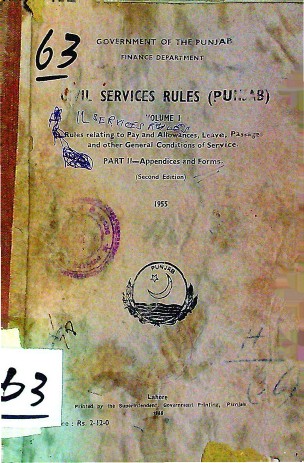 63
GOVERNMENT OF THE PUNJAB
FINANCE DEPARTMENT
CIVIL SERVICES RULES (PUNJAB)
VOLUME I
Rules relating to Pay and Allowances, Leave, Passage
and other General Conditions of Service
PART II—Appendices and Forms
(Second Edition)
1955
PUNJAB
63
Lahore
Printed by the Superintendent Government Printing, Punjab
: Rs. 2-12-0